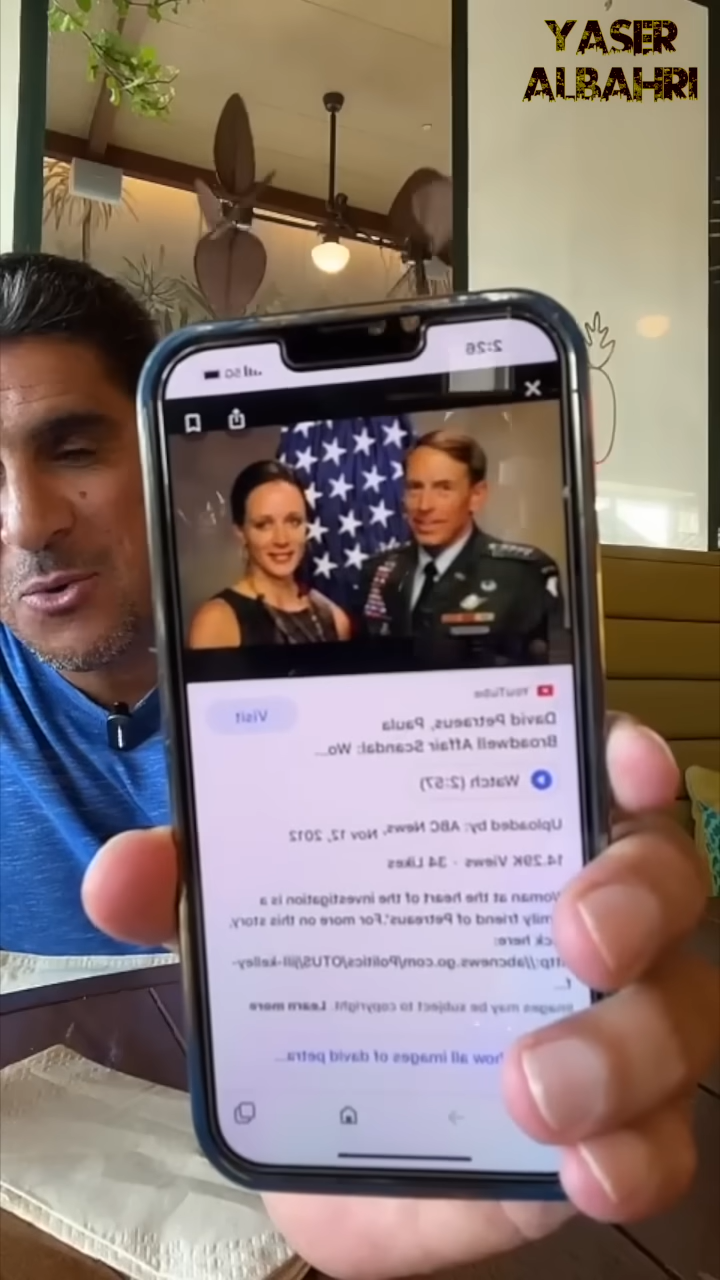 YASER
ALBAHRI
2:26
5G
YouTube
David Petraeus, Paula
Broadwell Affair Scandal: Wo...
Visit
Watch (2:57)
Uploaded by: ABC News, Nov 12, 2012
14.29K Views · 34 Likes
Woman at the heart of the investigation is a
mily friend of Petraeus'.For more on this story,
ck here:
ttp://abcnews.go.com/Politics/OTUS/jill-kelley-
f...
Images may be subject to copyright. Learn more
how all images of david petra...